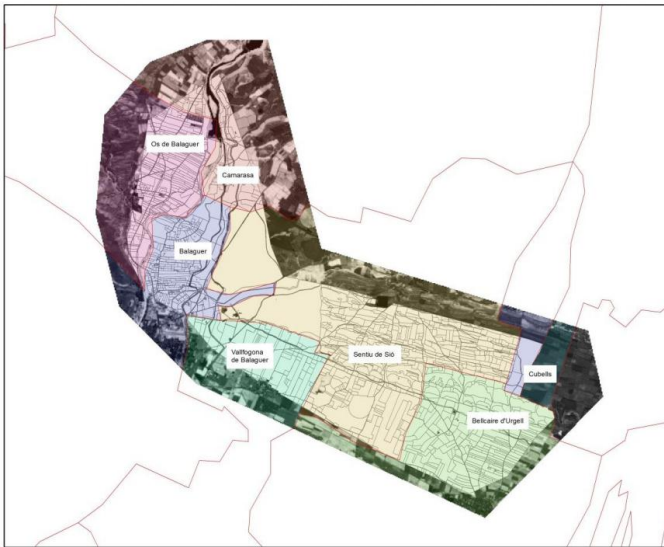 Os de Balaguer
Camarasa
Balaguer
Vallfogona
de Balaguer
Sentiu de Sió
Cubells
Bellcaire d'Urgell